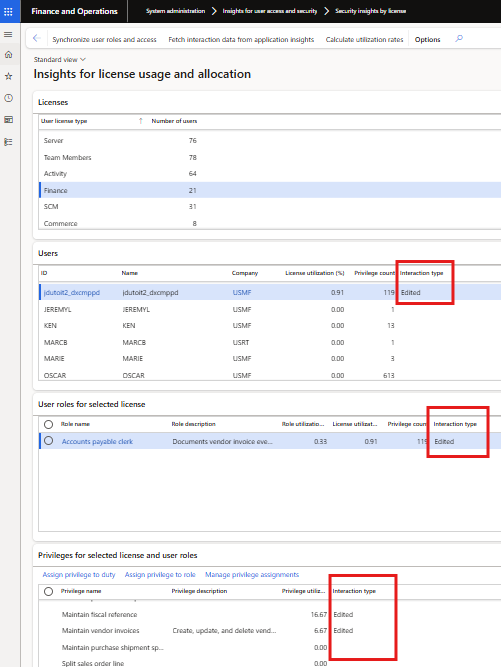 Finance and Operations System administration Insights for user access and security Security insights by license
Synchronize user roles and access Fetch interaction data from application insights Calculate utilization rates Options
Standard view
Insights for license usage and allocation
Licenses
User license type ↑ Number of users
Server 76
Team Members 78
Activity 64
Finance 21
SCM 31
Commerce 8
Users
ID Name Company License utilization (%) Privilege count Interaction type
jdutoit2_dxcmppd jdutoit2_dxcmppd USMF 0.91 119 Edited
JEREMYL JEREMYL USMF 0.00 1
KEN KEN USMF 0.00 13
MARCB MARCB USRT 0.00 1
MARIE MARIE USMF 0.00 3
OSCAR OSCAR USMF 0.00 613
User roles for selected license
Role name Role description Role utilizatio... License utilizat... Privilege coun Interaction type
Accounts payable clerk Documents vendor invoice eve... 0.33 0.91 119 Edited
Privileges for selected license and user roles
Assign privilege to duty Assign privilege to role Manage privilege assignments
Privilege name Privilege description Privilege utiliz... Interaction type
Maintain fiscal reference 16.67 Edited
Maintain vendor invoices Create, update, and delete vend... 6.67 Edited
Maintain purchase shipment sp... 0.00
Split sales order line 0.00